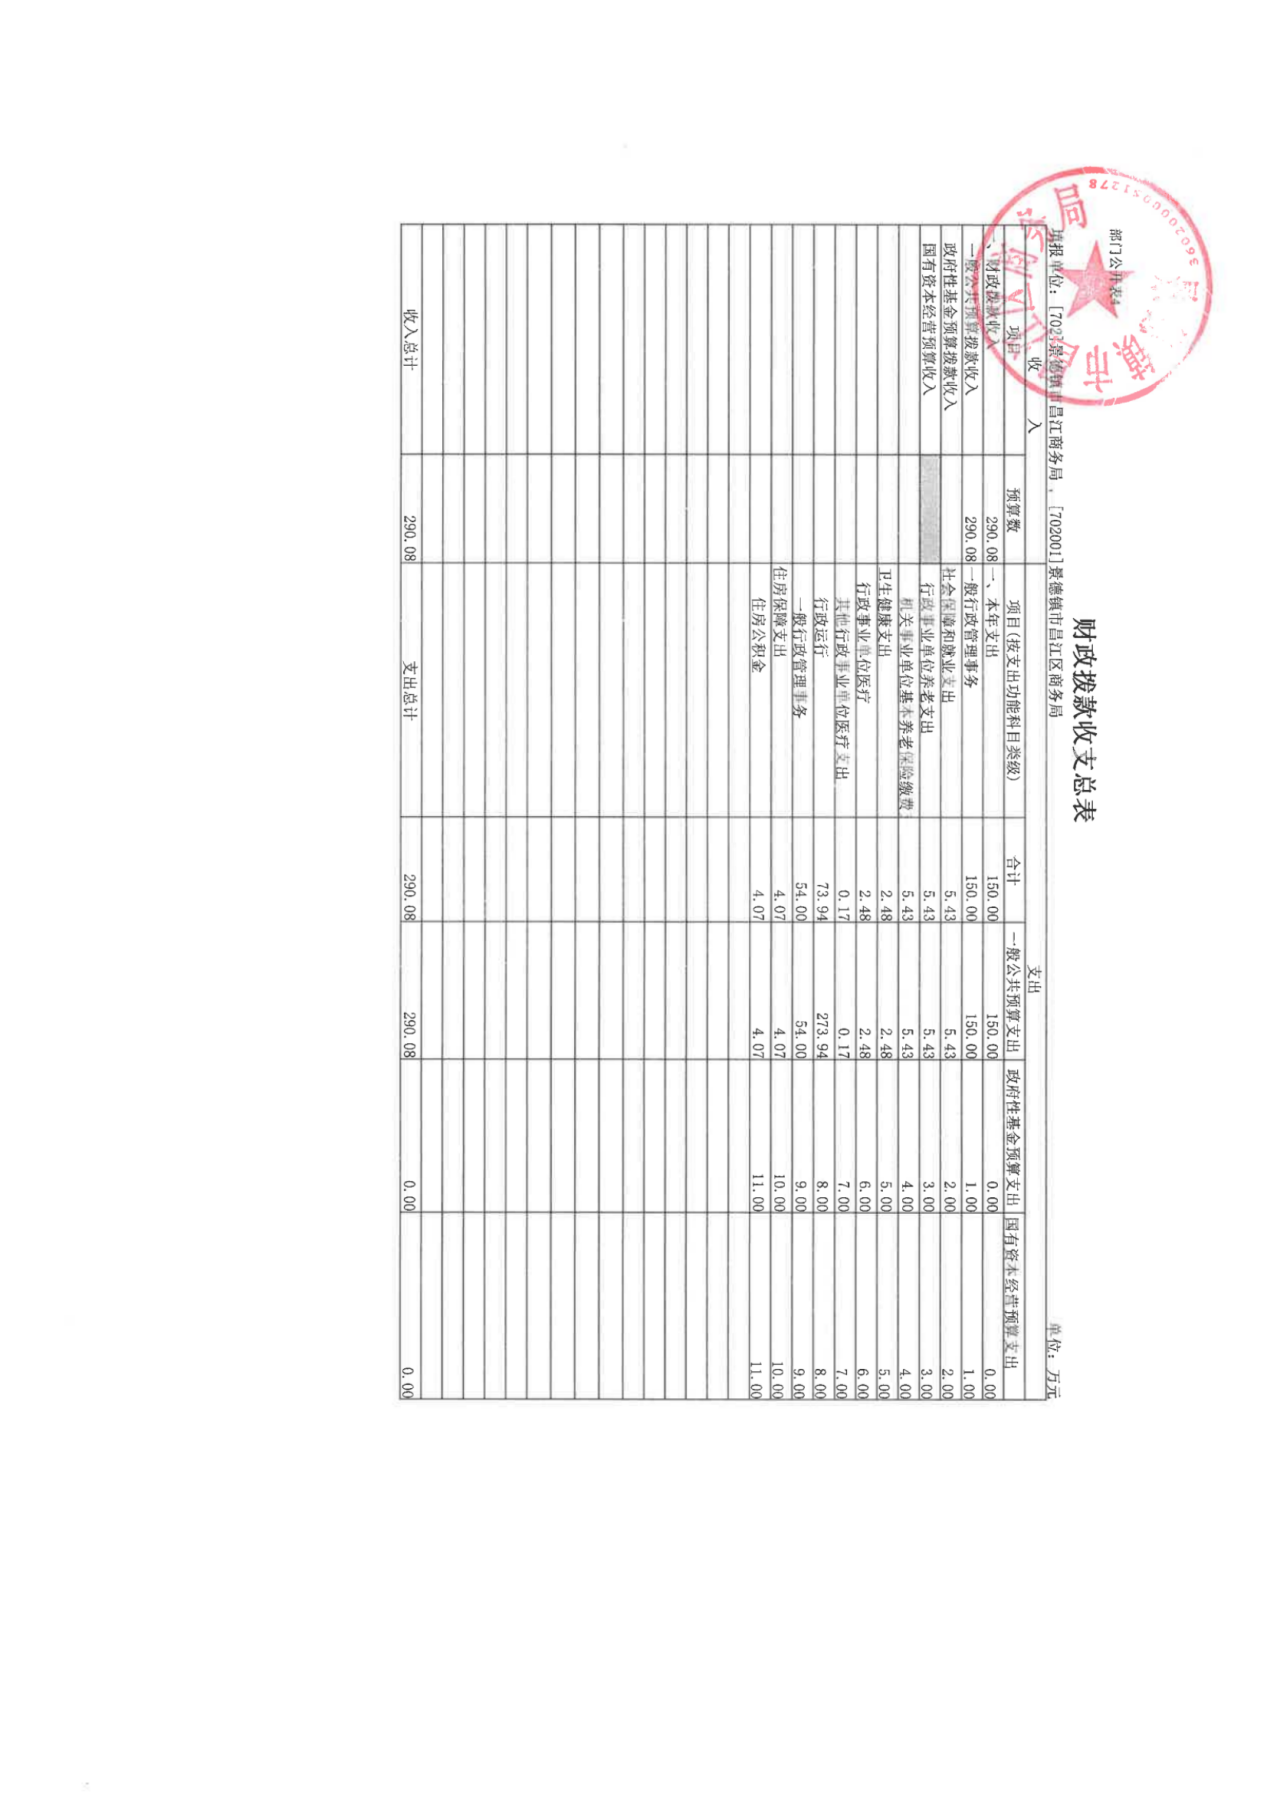 部门公开表4
财政拨款收支总表
填报单位：[702]景德镇市昌江商务局，[702001]景德镇市昌江区商务局 单位：万元
收 入 支出
项目 预算数 项目(按支出功能科目类级) 合计 一般公共预算支出 政府性基金预算支出 国有资本经营预算支出
一、财政拨款收入 290.08 一、本年支出 150.00 150.00 0.00 0.00
一般公共预算拨款收入 290.08 一般行政管理事务 150.00 150.00 1.00 1.00
政府性基金预算拨款收入 社会保障和就业支出 5.43 5.43 2.00 2.00
国有资本经营预算收入 行政事业单位养老支出 5.43 5.43 3.00 3.00
机关事业单位基本养老保险缴费 5.43 5.43 4.00 4.00
卫生健康支出 2.48 2.48 5.00 5.00
行政事业单位医疗 2.48 2.48 6.00 6.00
其他行政事业单位医疗支出 0.17 0.17 7.00 7.00
行政运行 73.94 273.94 8.00 8.00
一般行政管理事务 54.00 54.00 9.00 9.00
住房保障支出 4.07 4.07 10.00 10.00
住房公积金 4.07 4.07 11.00 11.00
收入总计 290.08 支出总计 290.08 290.08 0.00 0.00
3602000051278